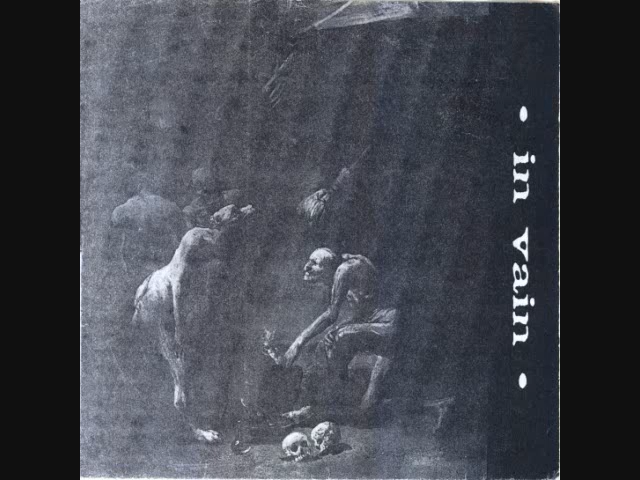 • in vain •